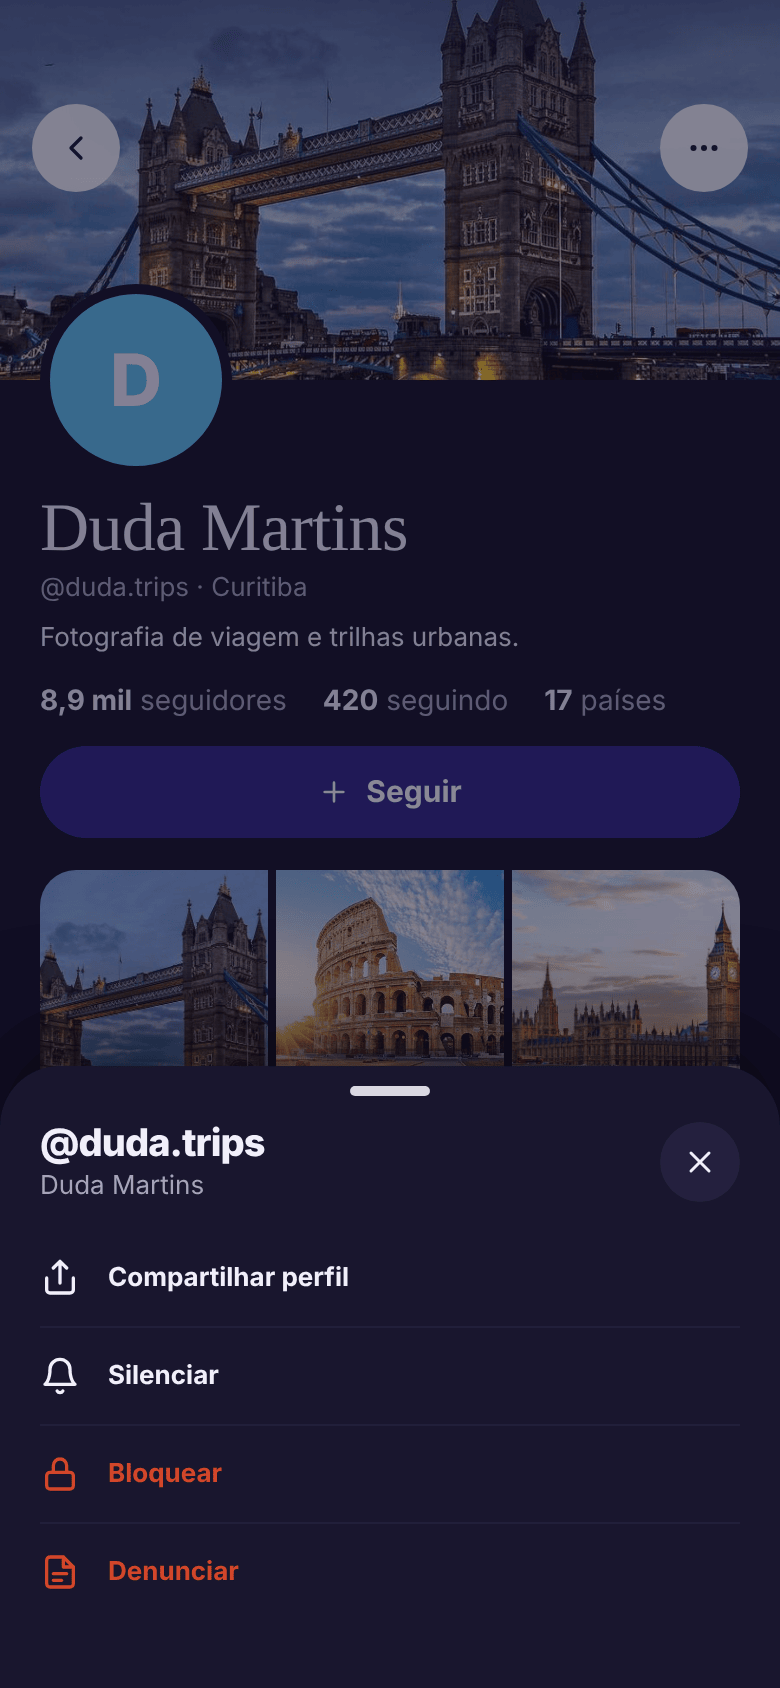 D
Duda Martins
@duda.trips · Curitiba
Fotografia de viagem e trilhas urbanas.
8,9 mil seguidores 420 seguindo 17 países
Seguir
@duda.trips
Duda Martins
Compartilhar perfil
Silenciar
Bloquear
Denunciar